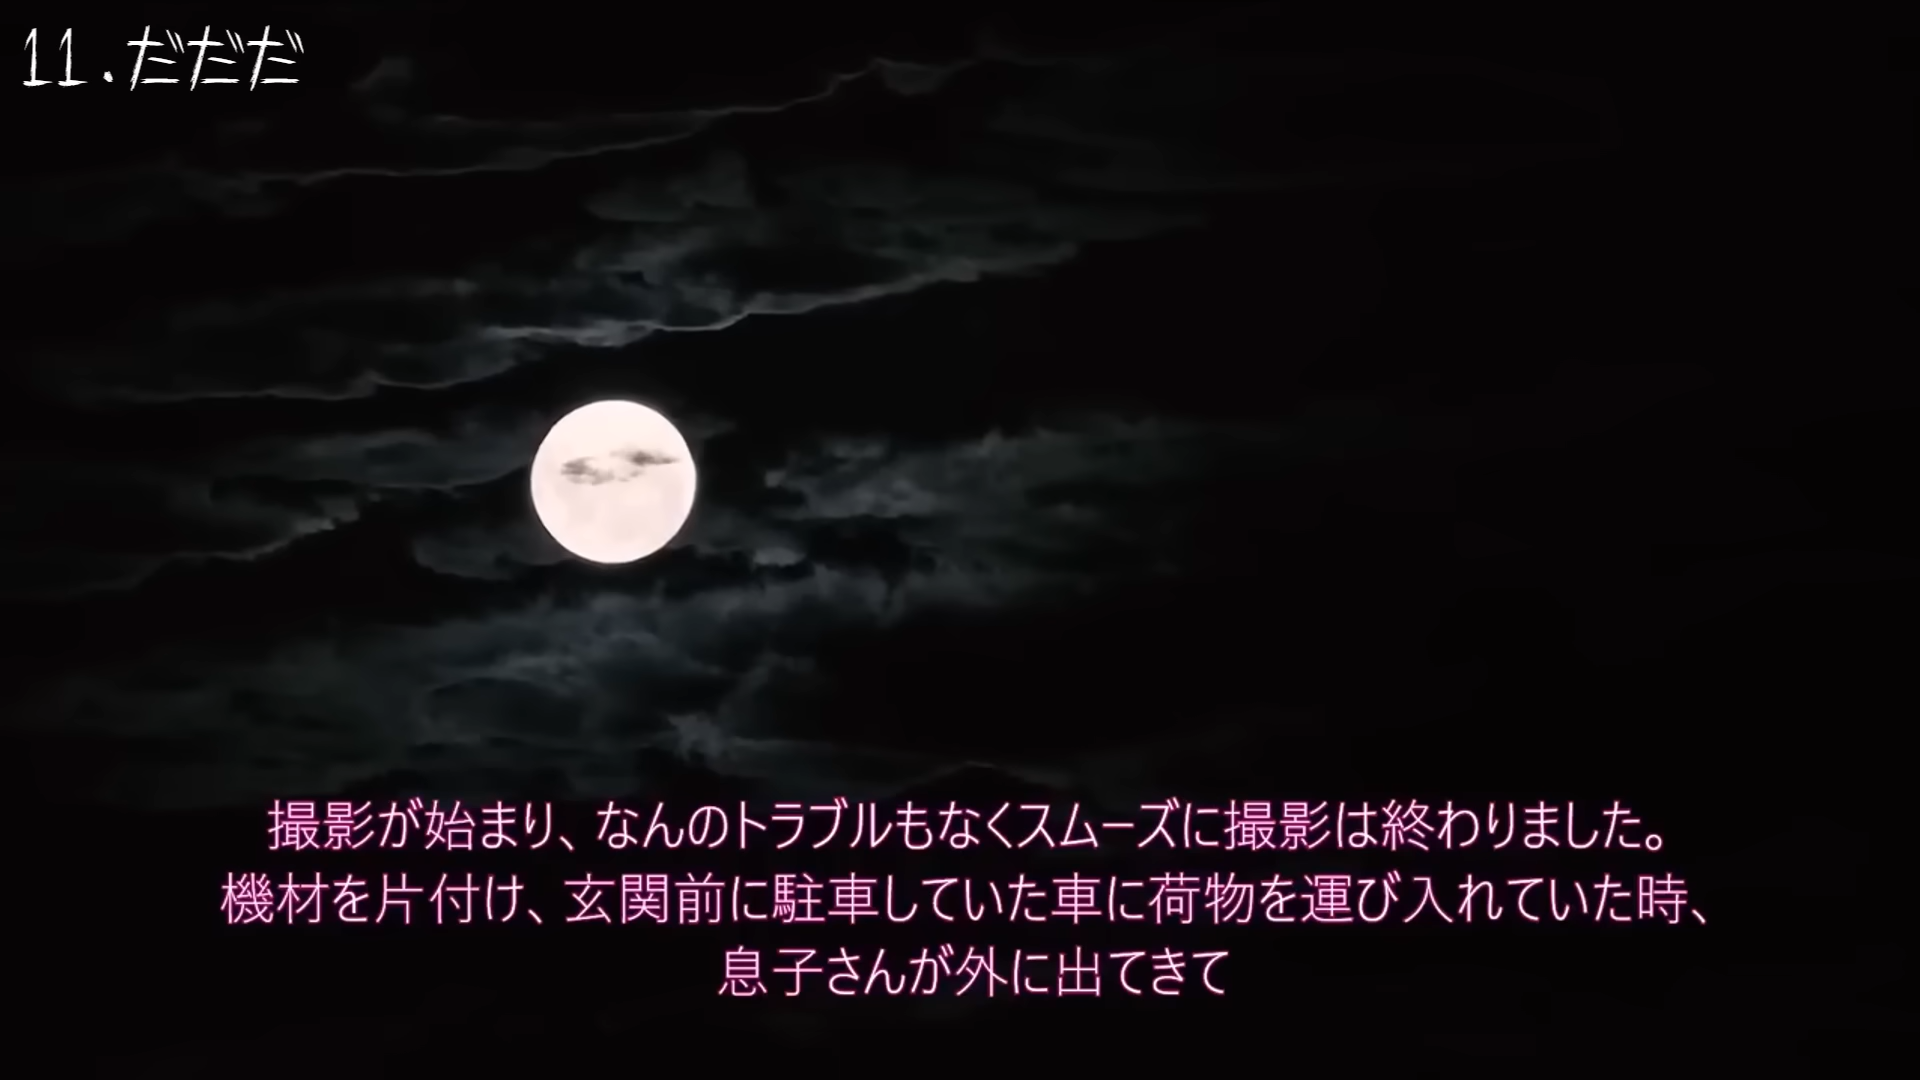 11.だだだ
撮影が始まり、なんのトラブルもなくスムーズに撮影は終わりました。
機材を片付け、玄関前に駐車していた車に荷物を運び入れていた時、
息子さんが外に出てきて